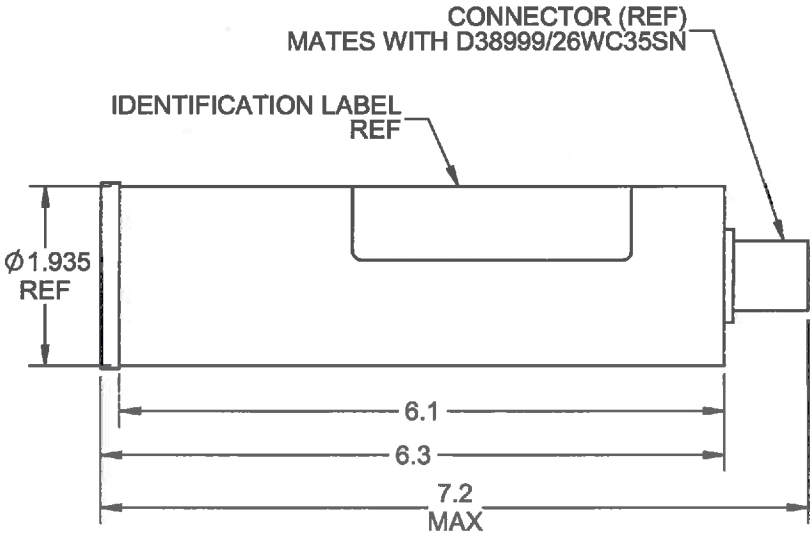 CONNECTOR (REF)
MATES WITH D38999/26WC35SN
IDENTIFICATION LABEL
REF
Ø1.935
REF
6.1
6.3
7.2
MAX